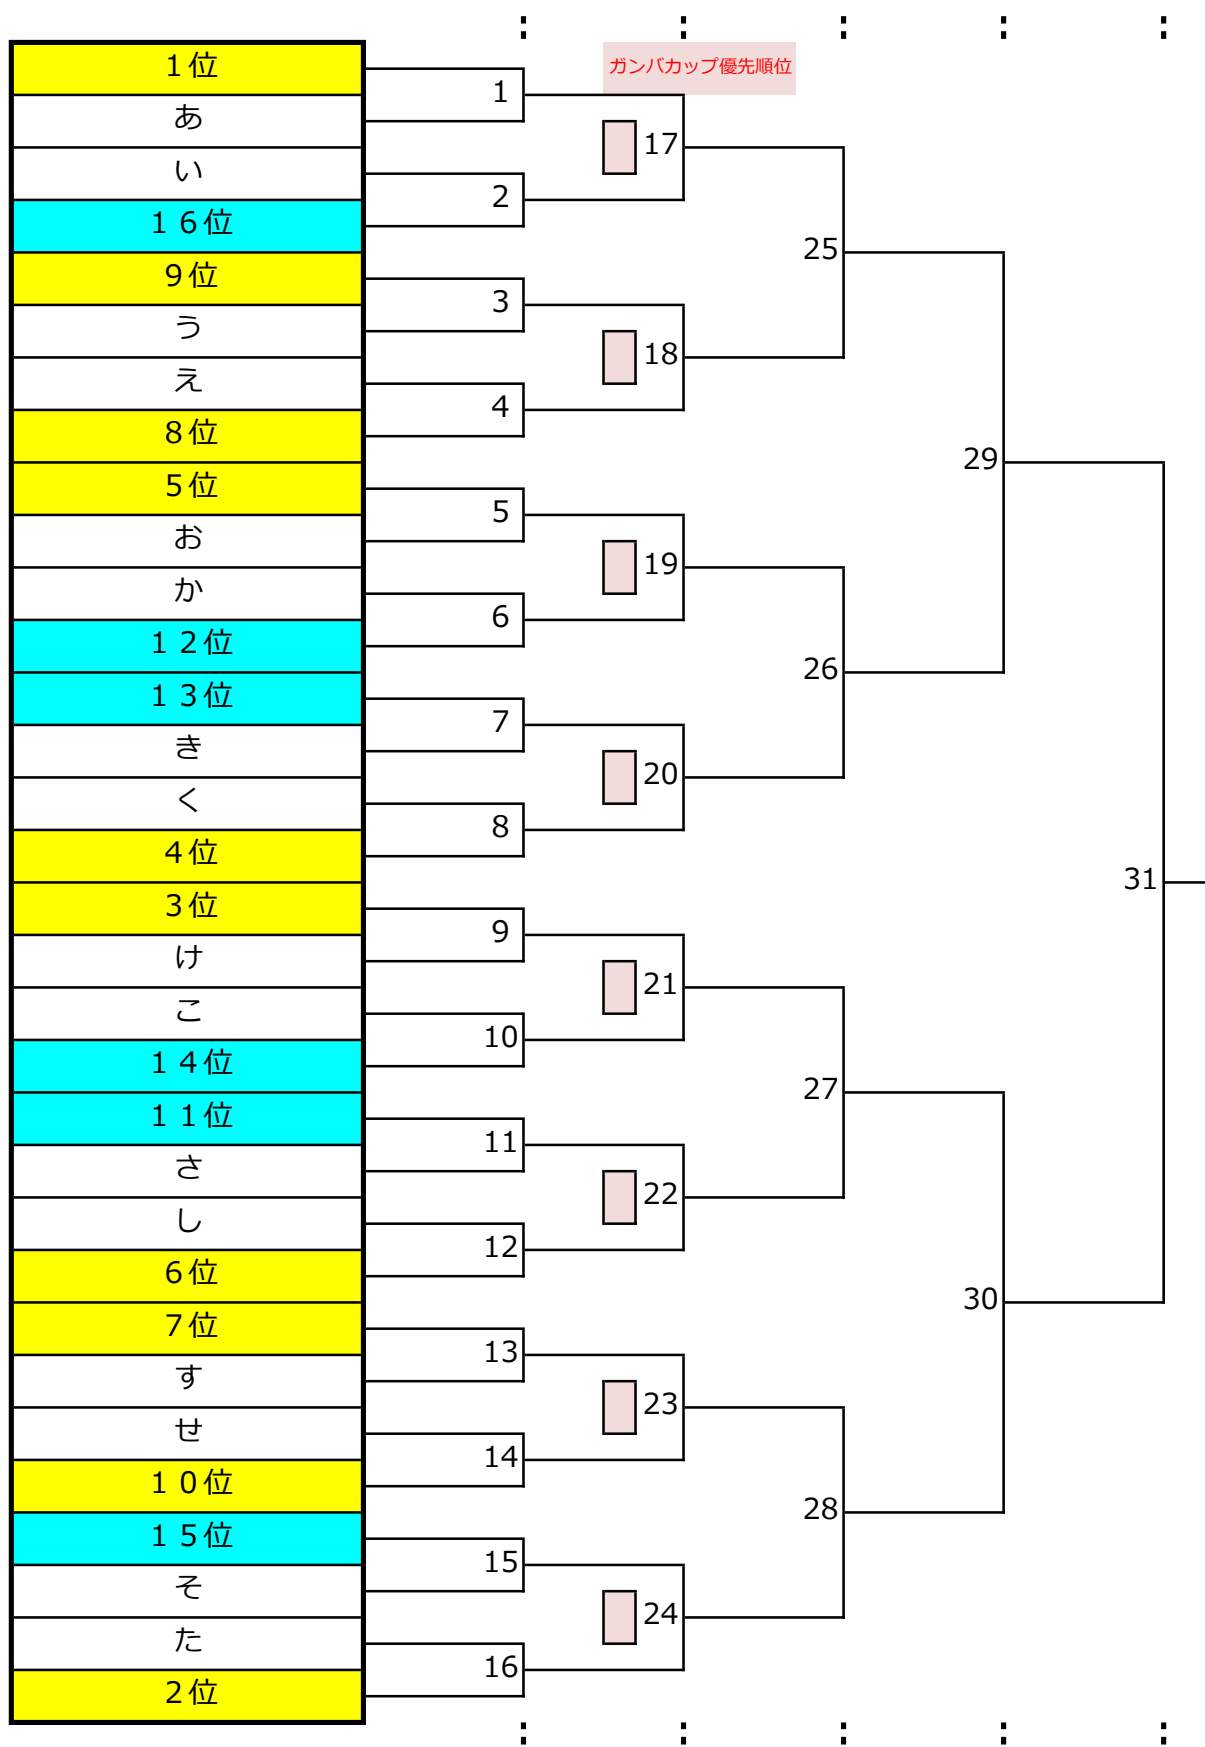 ガンバカップ優先順位
１位
1
あ
17
い
2
１６位
25
９位
3
う
18
え
4
８位
29
５位
5
お
19
か
6
１２位
26
１３位
7
き
20
く
8
４位
31
３位
9
け
21
こ
10
１４位
27
１１位
11
さ
22
し
12
６位
30
７位
13
す
23
せ
14
１０位
28
１５位
15
そ
24
た
16
２位